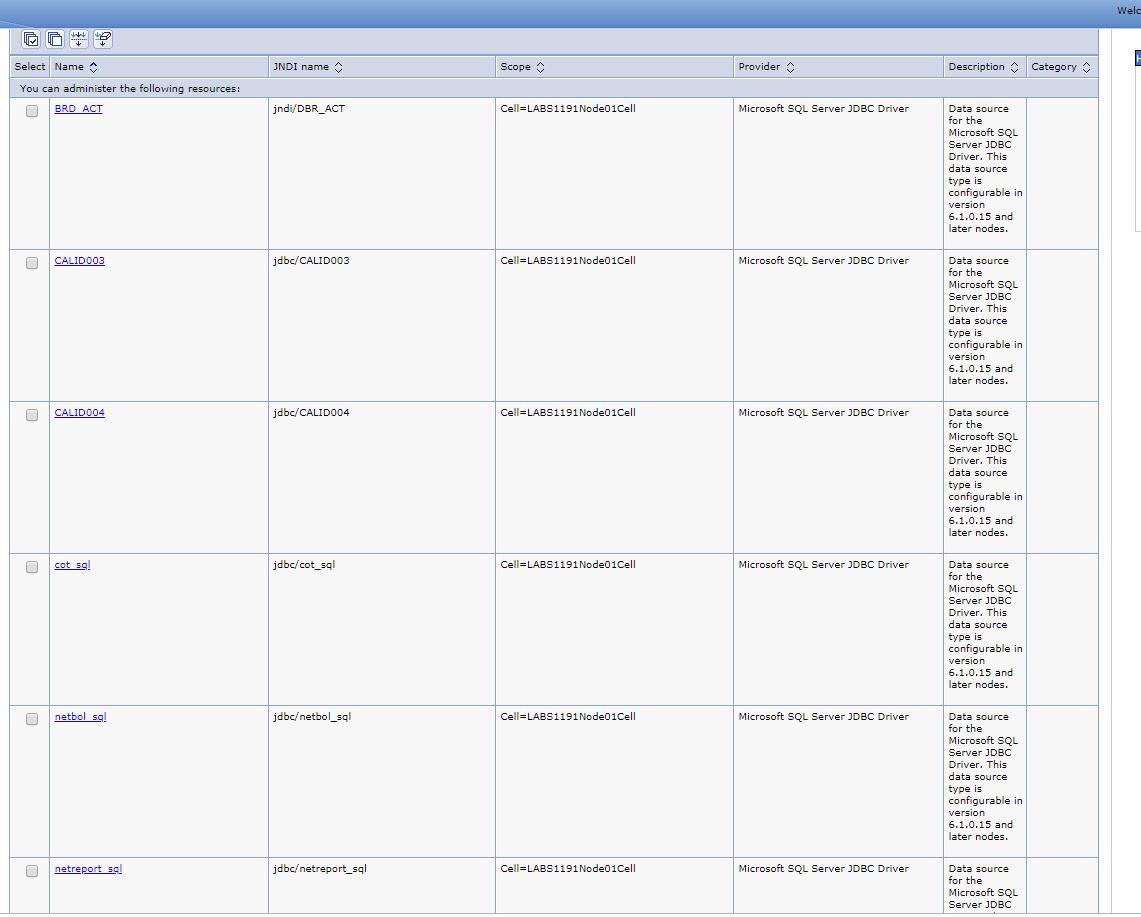 Welc
Select Name JNDI name Scope Provider Description Category
You can administer the following resources:
BRD_ACT jndi/DBR_ACT Cell=LABS1191Node01Cell Microsoft SQL Server JDBC Driver Data source
for the
Microsoft SQL
Server JDBC
Driver. This
data source
type is
configurable in
version
6.1.0.15 and
later nodes.
CALID003 jdbc/CALID003 Cell=LABS1191Node01Cell Microsoft SQL Server JDBC Driver Data source
for the
Microsoft SQL
Server JDBC
Driver. This
data source
type is
configurable in
version
6.1.0.15 and
later nodes.
CALID004 jdbc/CALID004 Cell=LABS1191Node01Cell Microsoft SQL Server JDBC Driver Data source
for the
Microsoft SQL
Server JDBC
Driver. This
data source
type is
configurable in
version
6.1.0.15 and
later nodes.
cot_sql jdbc/cot_sql Cell=LABS1191Node01Cell Microsoft SQL Server JDBC Driver Data source
for the
Microsoft SQL
Server JDBC
Driver. This
data source
type is
configurable in
version
6.1.0.15 and
later nodes.
netbol_sql jdbc/netbol_sql Cell=LABS1191Node01Cell Microsoft SQL Server JDBC Driver Data source
for the
Microsoft SQL
Server JDBC
Driver. This
data source
type is
configurable in
version
6.1.0.15 and
later nodes.
netreport_sql jdbc/netreport_sql Cell=LABS1191Node01Cell Microsoft SQL Server JDBC Driver Data source
for the
Microsoft SQL
Server JDBC